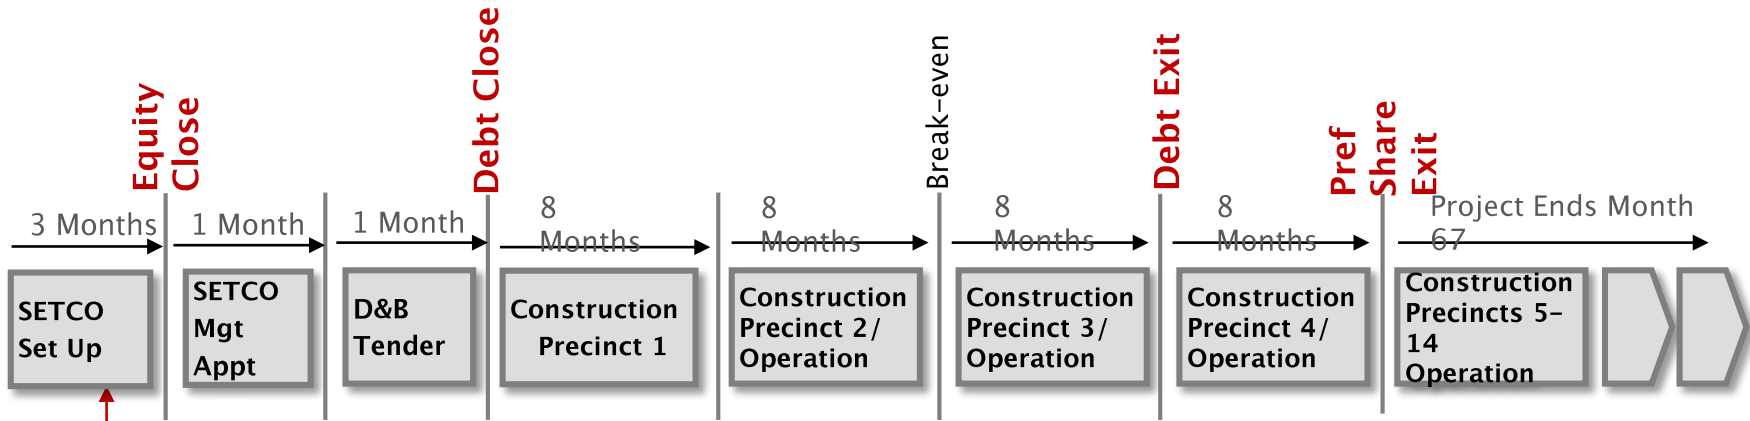 Equity
Close
Debt Close
Break-even
Debt Exit
Pref
Share
Exit
3 Months
1 Month
1 Month
8
Months
8
Months
8
Months
8
Months
Project Ends Month
67
SETCO
Set Up
SETCO
Mgt
Appt
D&B
Tender
Construction
Precinct 1
Construction
Precinct 2/
Operation
Construction
Precinct 3/
Operation
Construction
Precinct 4/
Operation
Construction
Precincts 5-
14
Operation